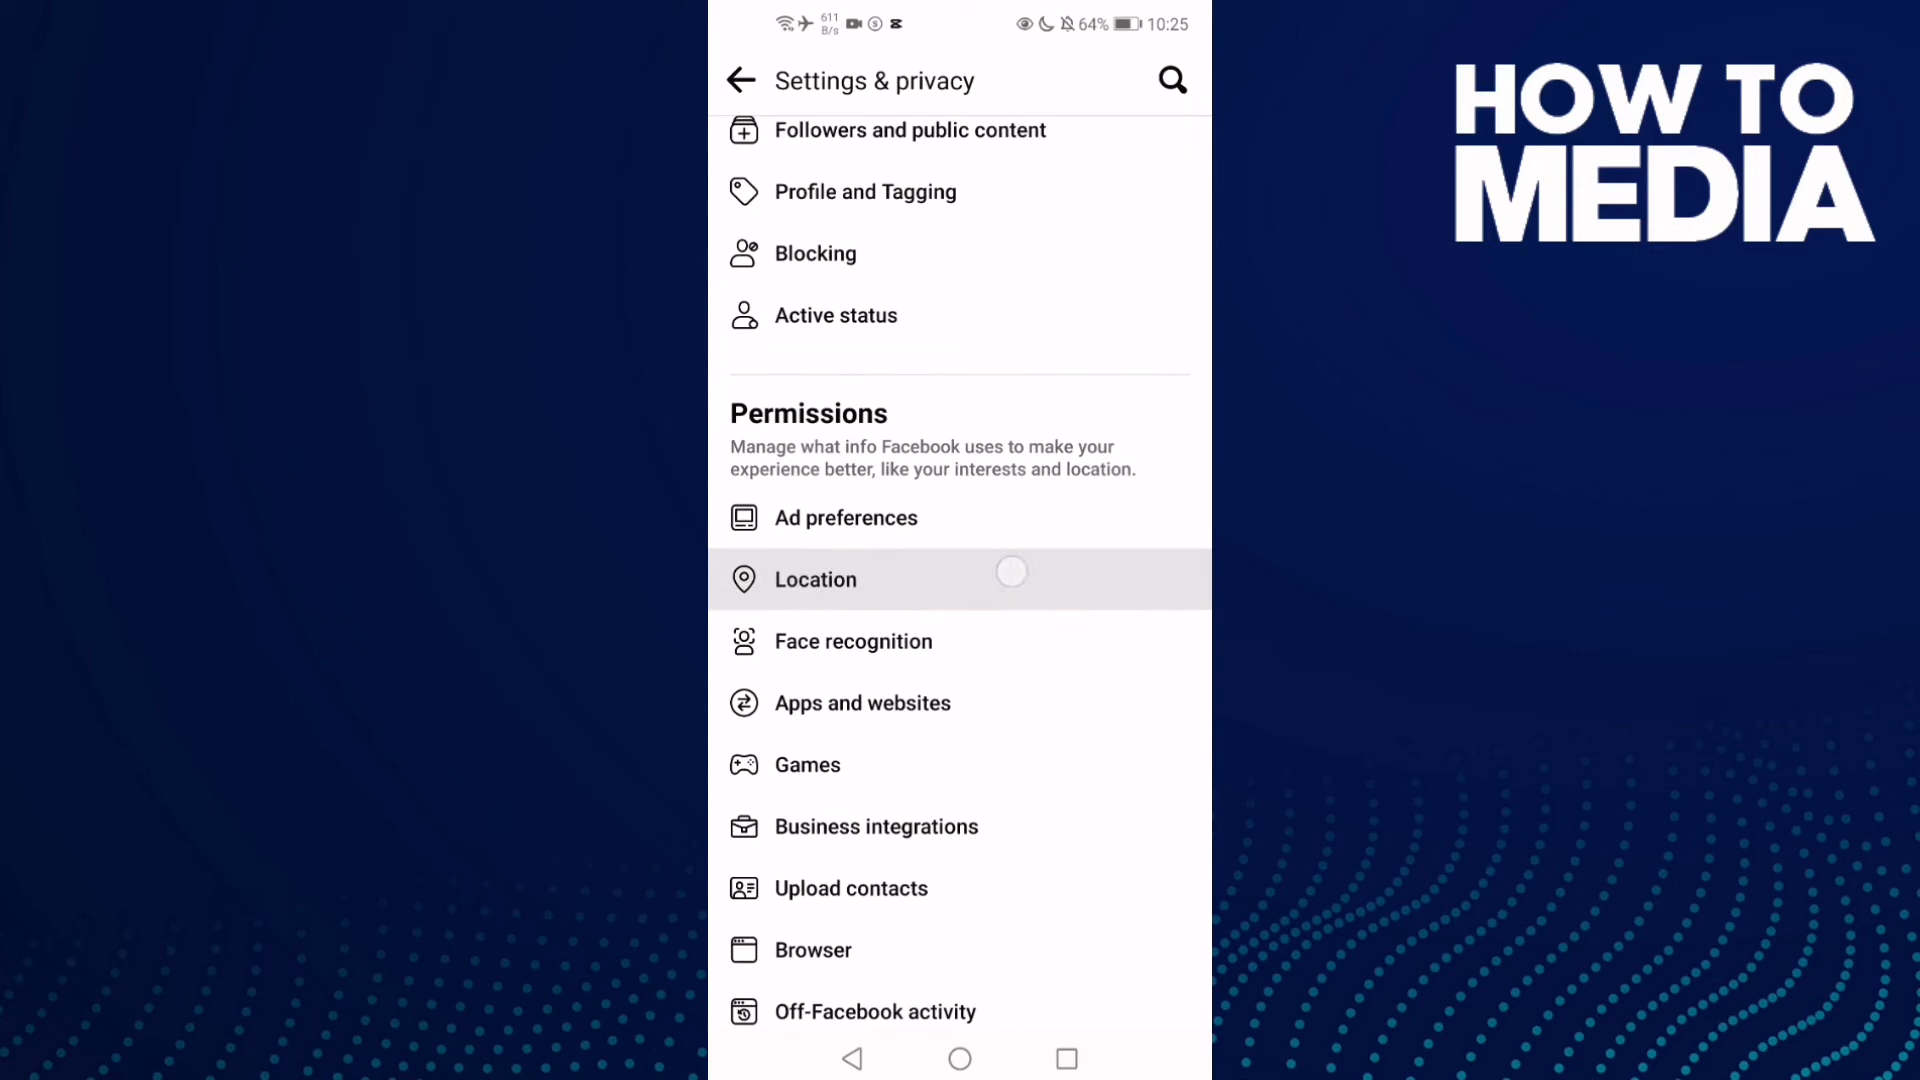 611
B/s
64%
10:25
Settings & privacy
HOW TO
MEDIA
Followers and public content
Profile and Tagging
Blocking
Active status
Permissions
Manage what info Facebook uses to make your
experience better, like your interests and location.
Ad preferences
Location
Face recognition
Apps and websites
Games
Business integrations
Upload contacts
Browser
Off-Facebook activity